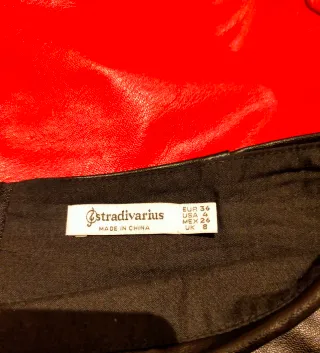 stradivarius
MADE IN CHINA
EUR 36
USA 4
MEX 26
UK 8